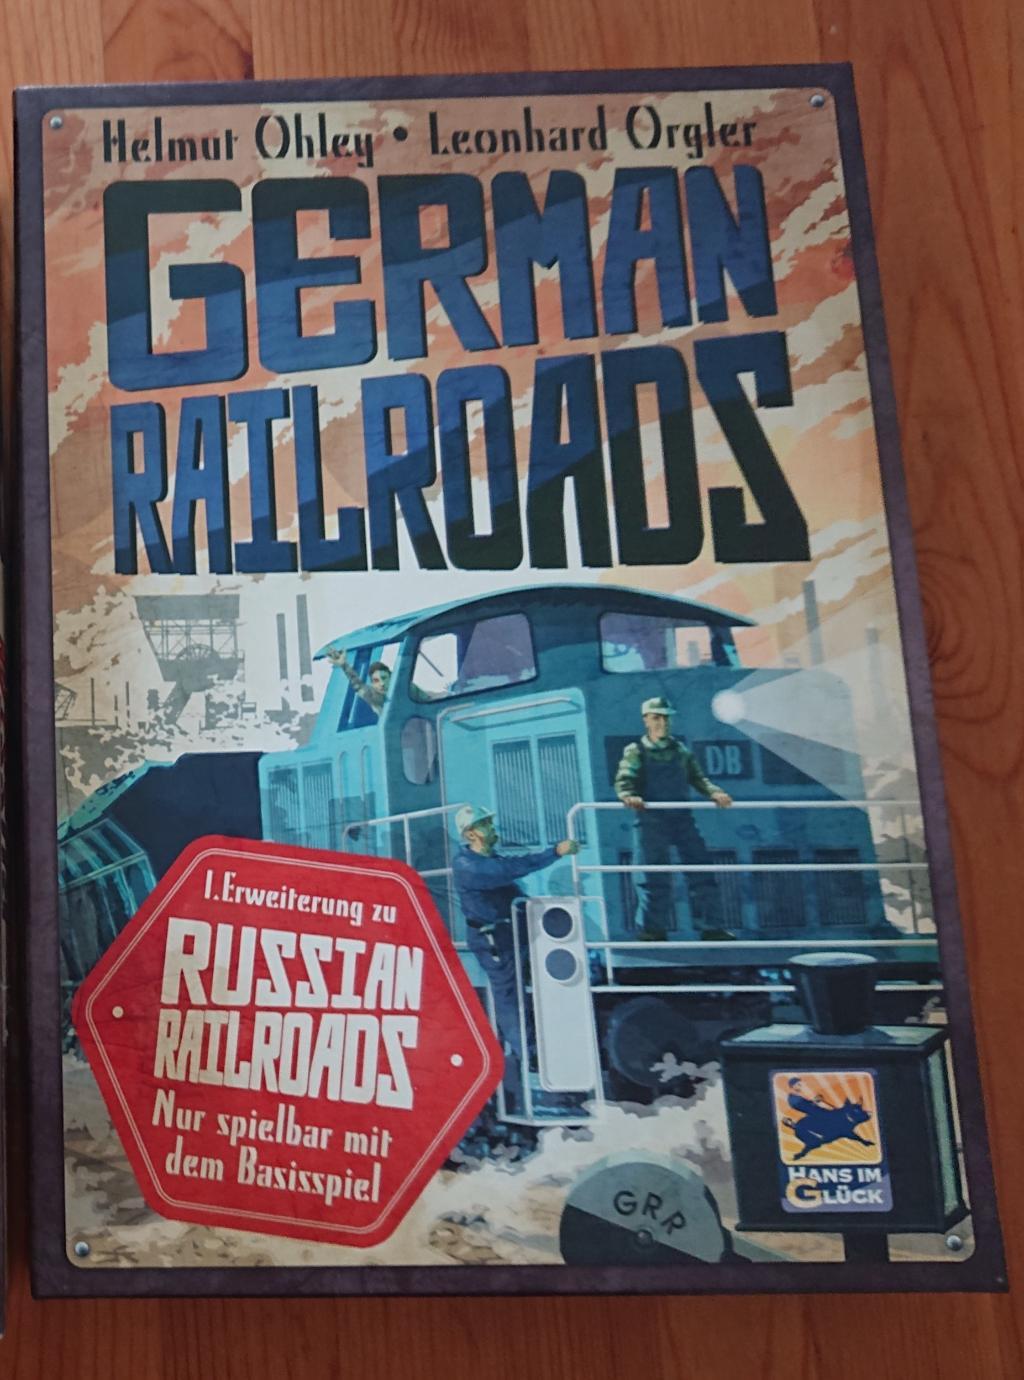 Helmut Ohley • Leonhard Orgler
GERMAN
RAILROADS
DB
1. Erweiterung zu
RUSSIAN
RAILROADS
Nur spielbar mit
dem Basisspiel
HANS IM
GLÜCK
GRR